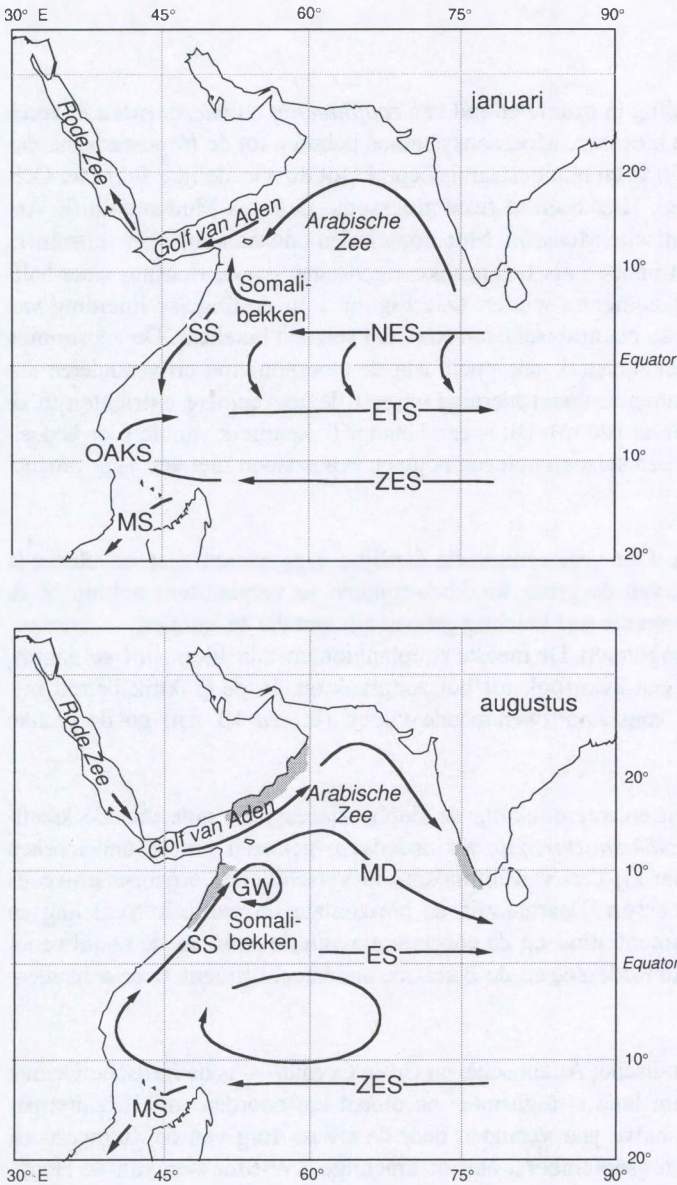 30° E 45° 60° 75° 90°
januari
Rode Zee
20°
Golf van Aden
Arabische
Zee
10°
Somali-
bekken
SS NES
Equator
ETS
OAKS
10°
ZES
MS
20°
augustus
Rode Zee
20°
Arabische
Zee
Golf van Aden
MD
10°
GW
Somali-
bekken
SS
ES
Equator
10°
ZES
MS
30° E 45° 60° 75° 90° 20°